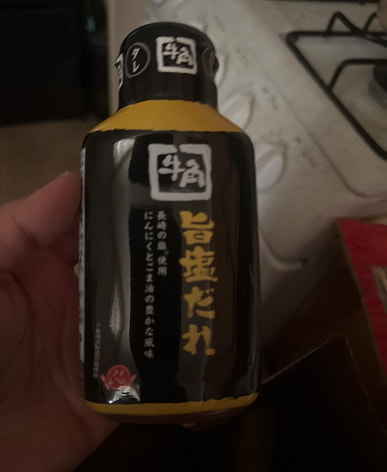 タレ
牛角
牛角
旨塩だれ
長崎の塩*使用
にんにくとごま油の豊かな風味